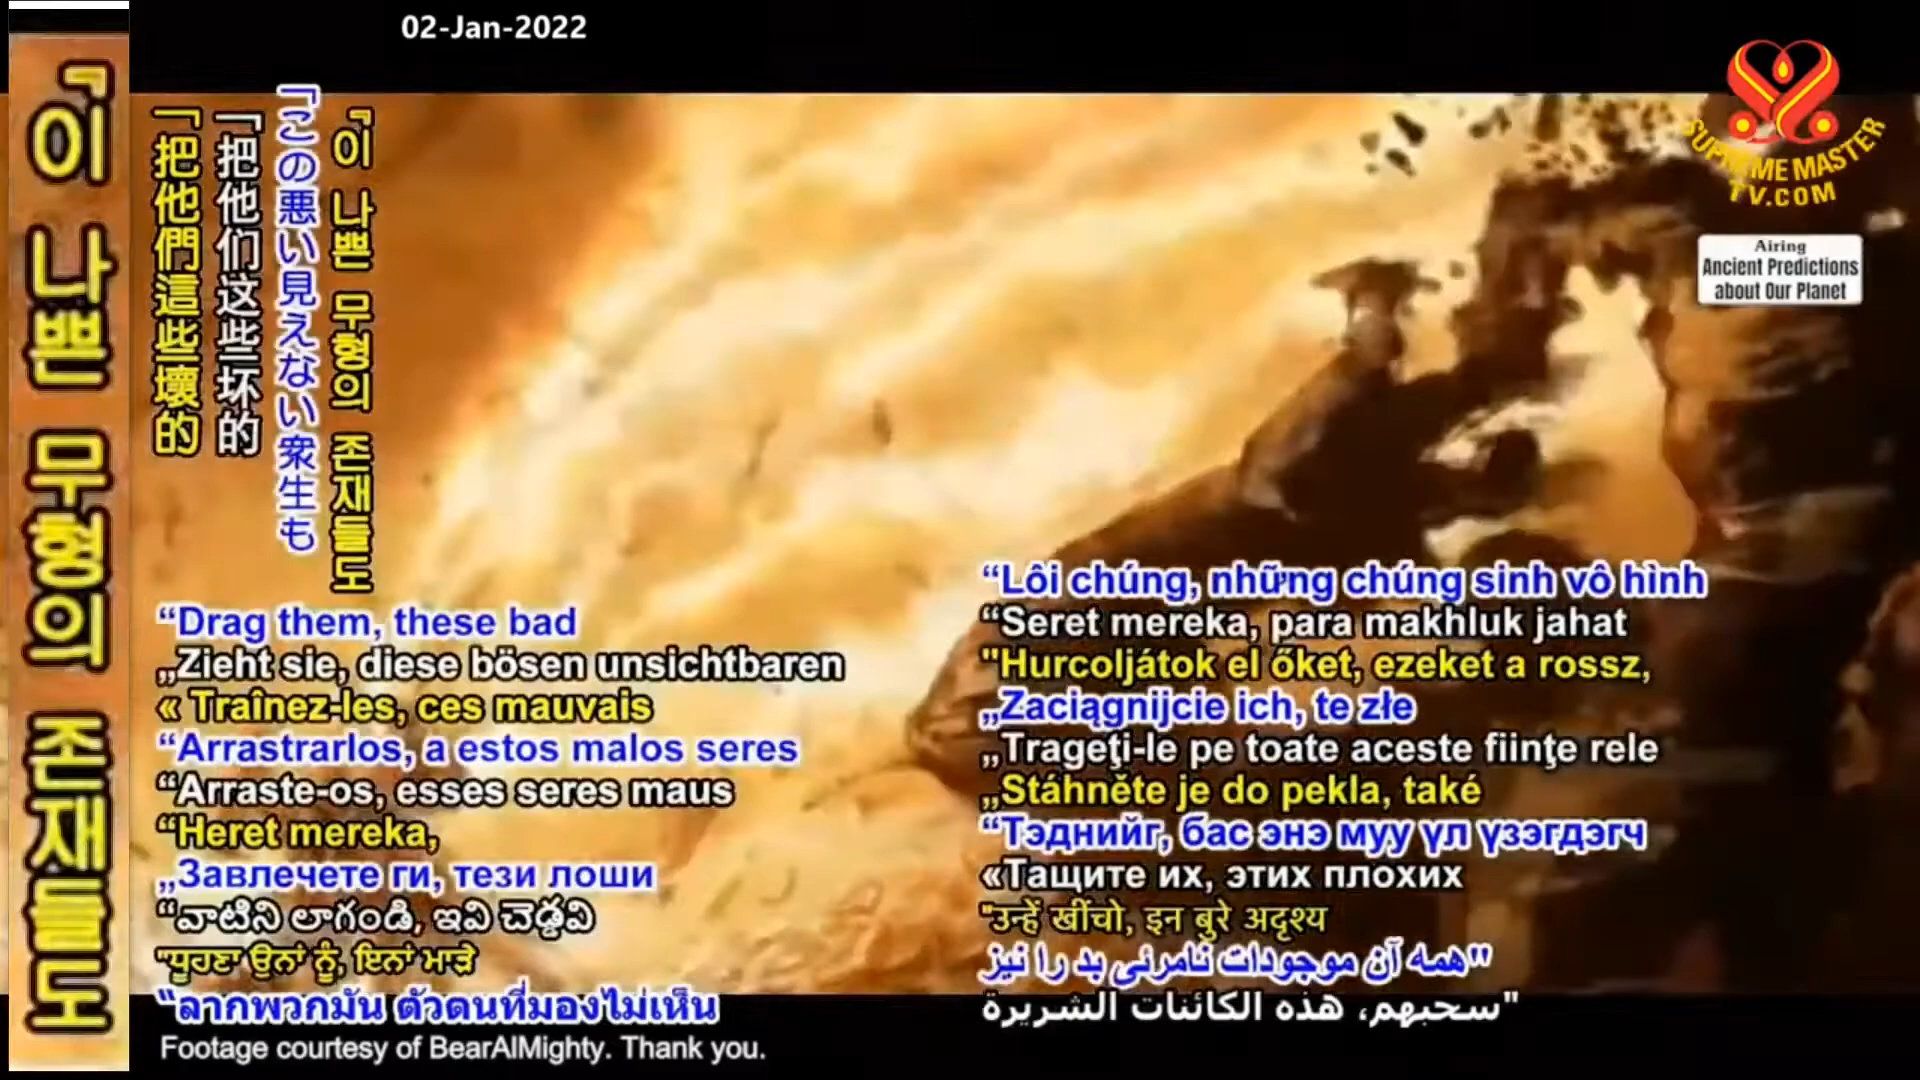 02-Jan-2022
SUPREME MASTER
TV.COM
Airing
Ancient Predictions
about Our Planet
『이 나쁜 무형의 존재들도
「把他們這些壞的
「把他们这些坏的
「この悪い見えない衆生も
『이 나쁜 무형의 존재들도
“Drag them, these bad
„Zieht sie, diese bösen unsichtbaren
« Traînez-les, ces mauvais
“Arrastrarlos, a estos malos seres
“Arraste-os, esses seres maus
“Heret mereka,
„Завлечете ги, тези лоши
“వాటిని లాగండి, ఇవి చెడ్డవి
"ਧੂਹਣਾ ਉਨਾਂ ਨੂੰ, ਇਨਾਂ ਮਾੜੇ
“ลากพวกมัน ตัวตนที่มองไม่เห็น
Footage courtesy of BearAlMighty. Thank you.
“Lôi chúng, những chúng sinh vô hình
“Seret mereka, para makhluk jahat
"Hurcoljátok el őket, ezeket a rossz,
„Zaciągnijcie ich, te złe
„Trageţi-le pe toate aceste fiinţe rele
„Stáhněte je do pekla, také
“Тэднийг, бас энэ муу үл үзэгдэгч
«Тащите их, этих плохих
"उन्हें खींचो, इन बुरे अदृश्य
"همه آن موجودات نامرئی بد را نیز
"سحبهم، هذه الكائنات الشريرة